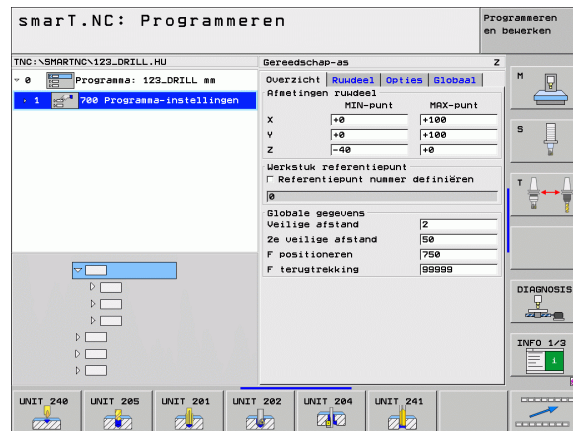 smarT.NC: Programmeren
Programmeren
en bewerken
TNC:\SMARTNC\123_DRILL.HU
Gereedschap-as Z
0 Programma: 123_DRILL mm
1 700 Programma-instellingen
Overzicht Ruwdeel Opties Globaal
Afmetingen ruwdeel
MIN-punt MAX-punt
X +0 +100
Y +0 +100
Z -40 +0
Werkstuk referentiepunt
Referentiepunt nummer definiëren
0
Globale gegevens
Veilige afstand 2
2e veilige afstand 50
F positioneren 750
F terugtrekking 99999
M
S
T
DIAGNOSIS
INFO 1/3
i
UNIT 240
UNIT 205
UNIT 201
UNIT 202
UNIT 204
UNIT 241